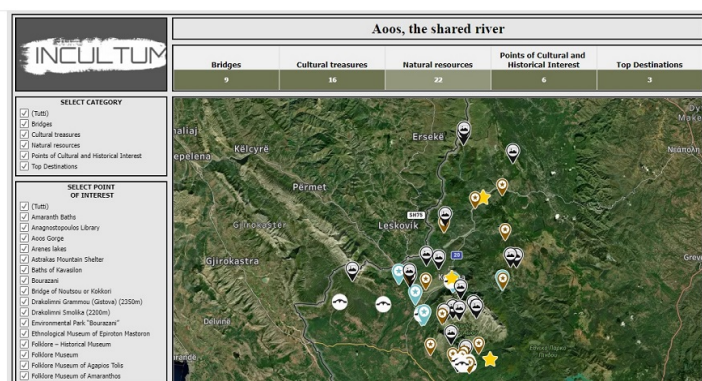 INCULTUM
Aoos, the shared river
Bridges
Cultural treasures
Natural resources
Points of Cultural and
Historical Interest
Top Destinations
9
16
22
6
3
SELECT CATEGORY
(Tutti)
Bridges
Cultural treasures
Natural resources
Points of Cultural and Historical Interest
Top Destinations
SELECT POINT
OF INTEREST
(Tutti)
Amaranth Baths
Anagnostopoulos Library
Aoos Gorge
Arenes lakes
Astrakas Mountain Shelter
Baths of Kavasilon
Bourazani
Bridge of Noutsou or Kokkori
Drakolimni Grammou (Gistova) (2350m)
Drakolimni Smolika (2200m)
Environmental Park "Bourazani"
Ethnological Museum of Epiroton Mastoron
Folklore – Historical Museum
Folklore Museum
Folklore Museum of Agapios Tolis
Folklore Museum of Amaranthos
Ersekë
Këlcyrë
epelena
Përmet
SH75
Leskovik
Gjirokastër
Gjirokastra
20
Delvinë
Νιάπολη